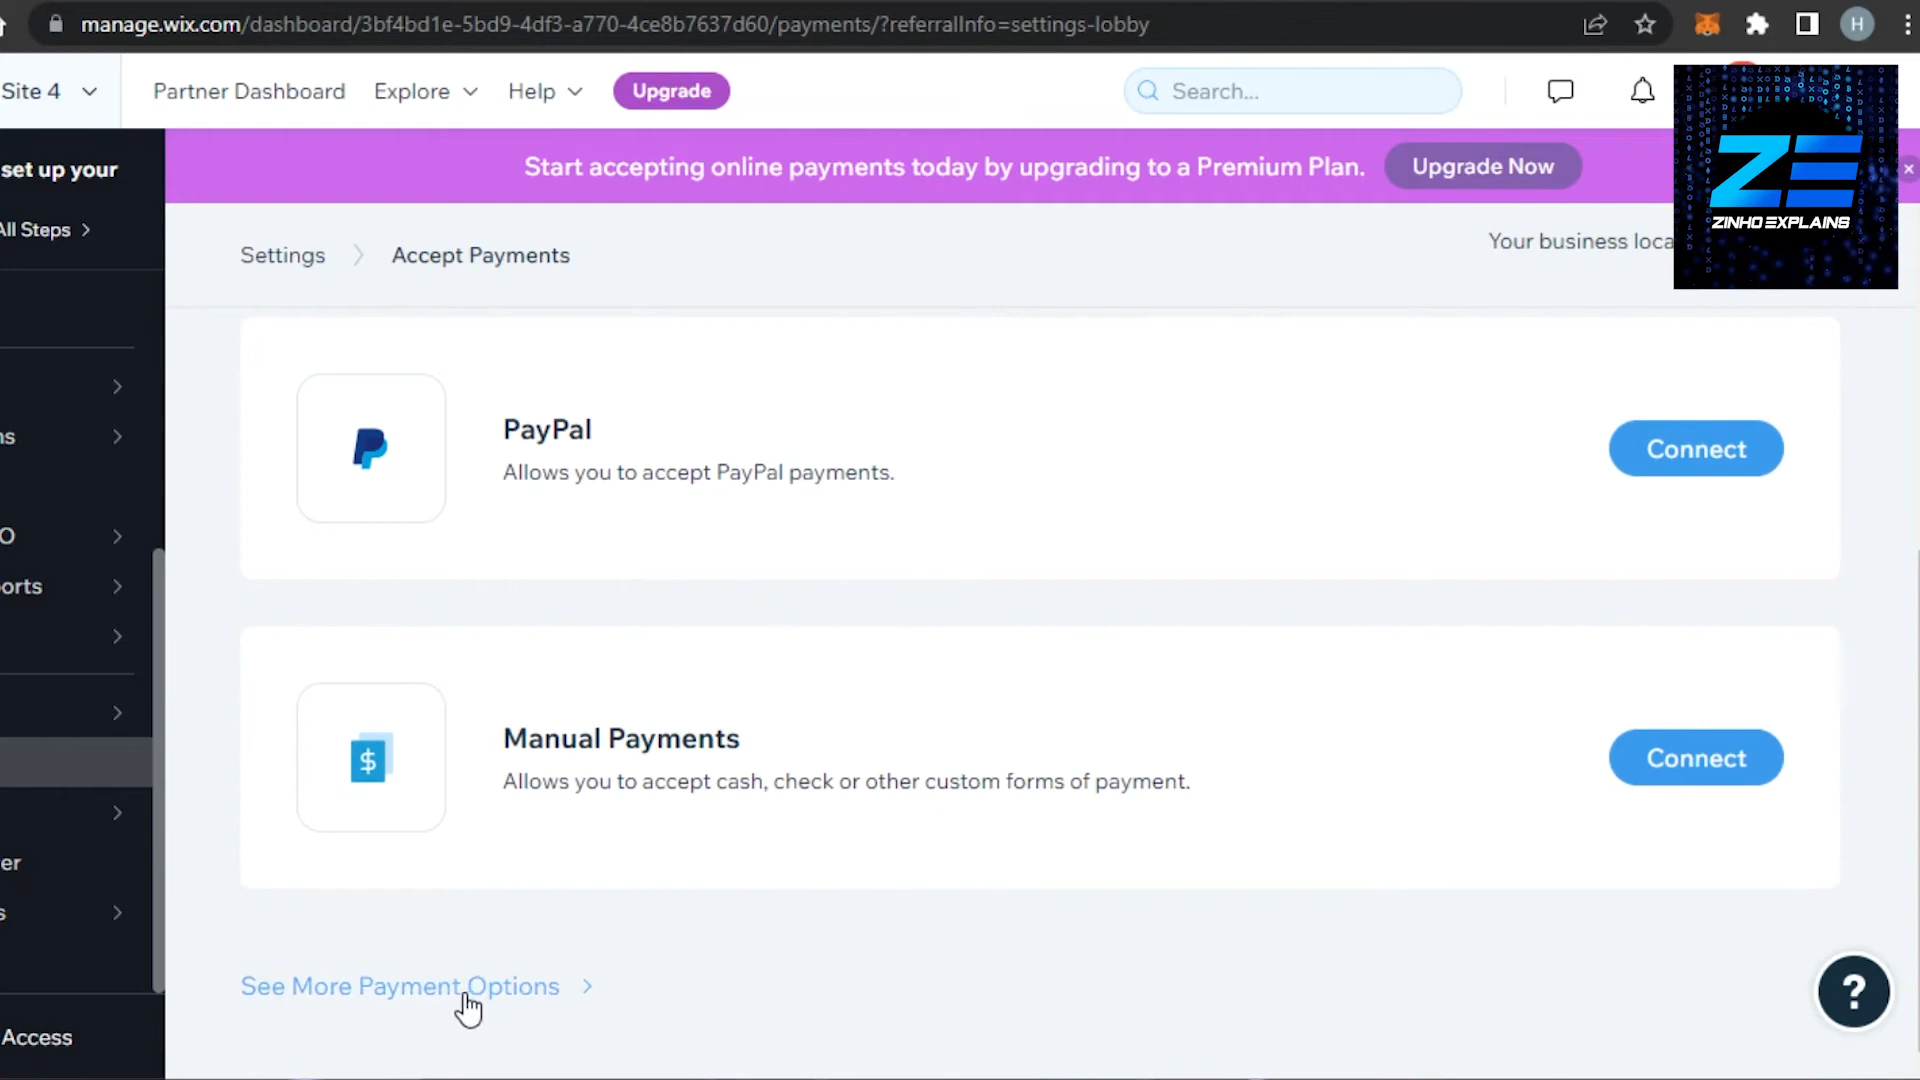 manage.wix.com/dashboard/3bf4bd1e-5bd9-4df3-a770-4ce8b7637d60/payments/?referralInfo=settings-lobby
H
Site 4
Partner Dashboard
Explore
Help
Upgrade
Search...
set up your
Start accepting online payments today by upgrading to a Premium Plan.
Upgrade Now
ZE
ZINHO EXPLAINS
All Steps
Settings
Accept Payments
Your business loca
PayPal
Allows you to accept PayPal payments.
Connect
ns
O
orts
Manual Payments
Allows you to accept cash, check or other custom forms of payment.
Connect
$
er
s
See More Payment Options
?
Access